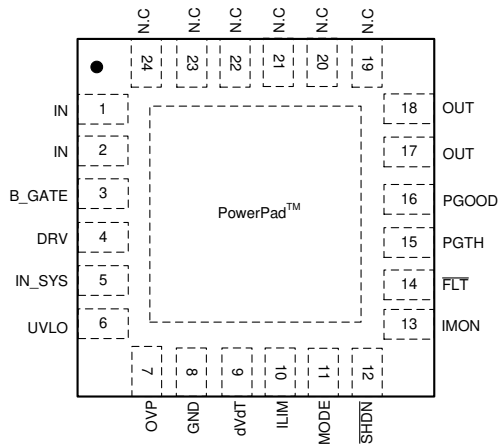 N.C N.C N.C N.C N.C N.C
24 23 22 21 20 19
IN 1
IN 2
B_GATE 3
DRV 4
IN_SYS 5
UVLO 6
PowerPad™
18 OUT
17 OUT
16 PGOOD
15 PGTH
14 F̅L̅T̅
13 IMON
7 8 9 10 11 12
OVP GND dVdT ILIM MODE S̅H̅D̅N̅